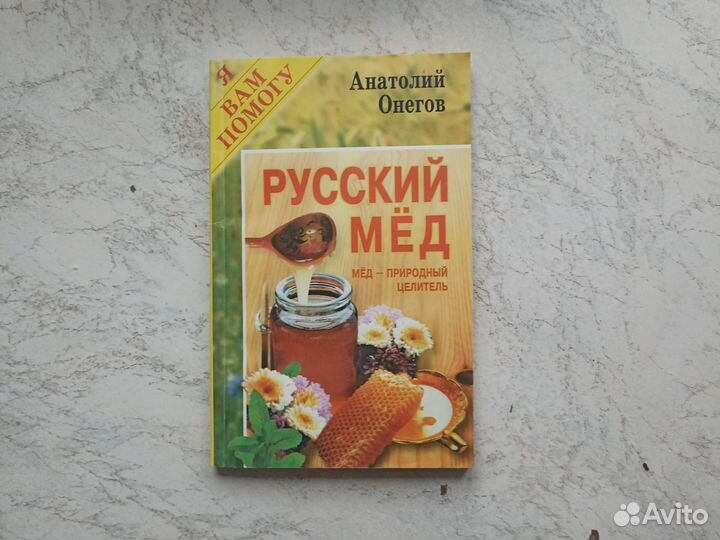 Я
ВАМ
ПОМОГУ
Анатолий
Онегов
РУССКИЙ
МЁД
МЁД – ПРИРОДНЫЙ
ЦЕЛИТЕЛЬ
Avito